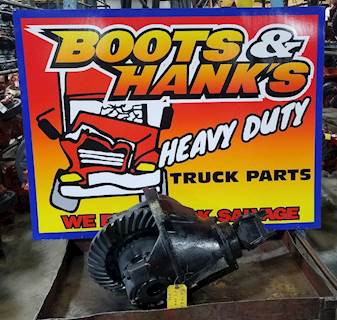 BOOTS &
HANK'S
HEAVY DUTY
TRUCK PARTS
WE SALVAGE